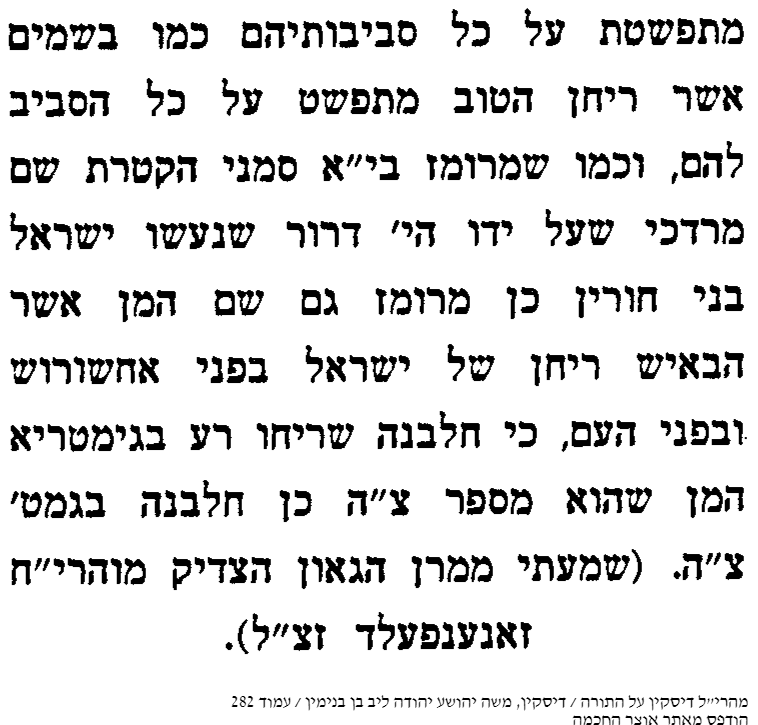 מתפשטת על כל סביבותיהם כמו בשמים
אשר ריחן הטוב מתפשט על כל הסביב
להם, וכמו שמרומז בי״א סמני הקטרת שם
מרדכי שעל ידו הי׳ דרור שנעשו ישראל
בני חורין כן מרומז גם שם המן אשר
הבאיש ריחן של ישראל בפני אחשורוש
ובפני העם, כי חלבנה שריחו רע בגימטריא
המן שהוא מספר צ״ה כן חלבנה בגמט׳
צ״ה. (שמעתי ממרן הגאון הצדיק מוהרי״ח
זאנענפעלד זצ״ל).
מהרי״ל דיסקין על התורה / דיסקין, משה יהושע יהודה ליב בן בנימין / עמוד 282
הודפס מאתר אוצר החכמה